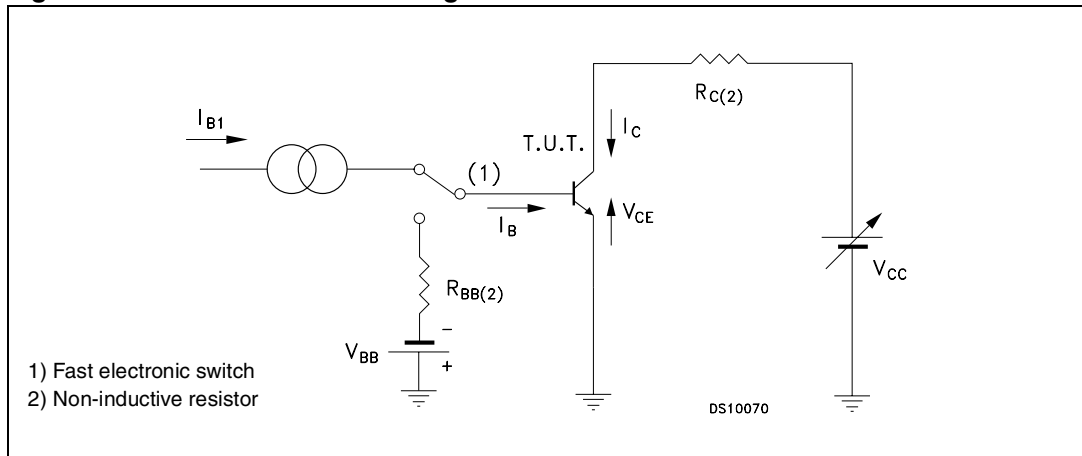 R_C(2)
I_B1
I_C
T.U.T.
(1)
V_CE
I_B
V_CC
R_BB(2)
−
V_BB
+
1) Fast electronic switch
2) Non-inductive resistor
DS10070